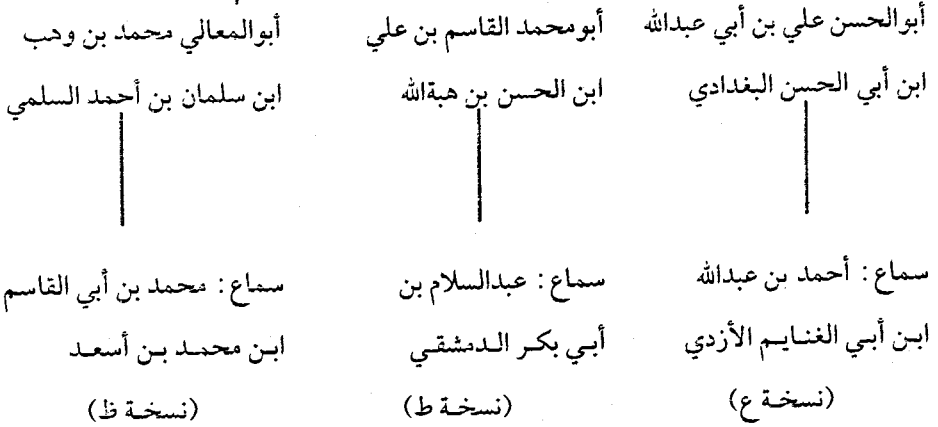 أبوالحسن علي بن أبي عبدالله
ابن أبي الحسن البغدادي
سماع: أحمد بن عبدالله
ابن أبي الغنايم الأزدي
(نسخة ع)
أبومحمد القاسم بن علي
ابن الحسن بن هبةالله
سماع: عبدالسلام بن
أبي بكر الدمشقي
(نسخة ط)
أبوالمعالي محمد بن وهب
ابن سلمان بن أحمد السلمي
سماع: محمد بن أبي القاسم
ابن محمد بن أسعد
(نسخة ظ)